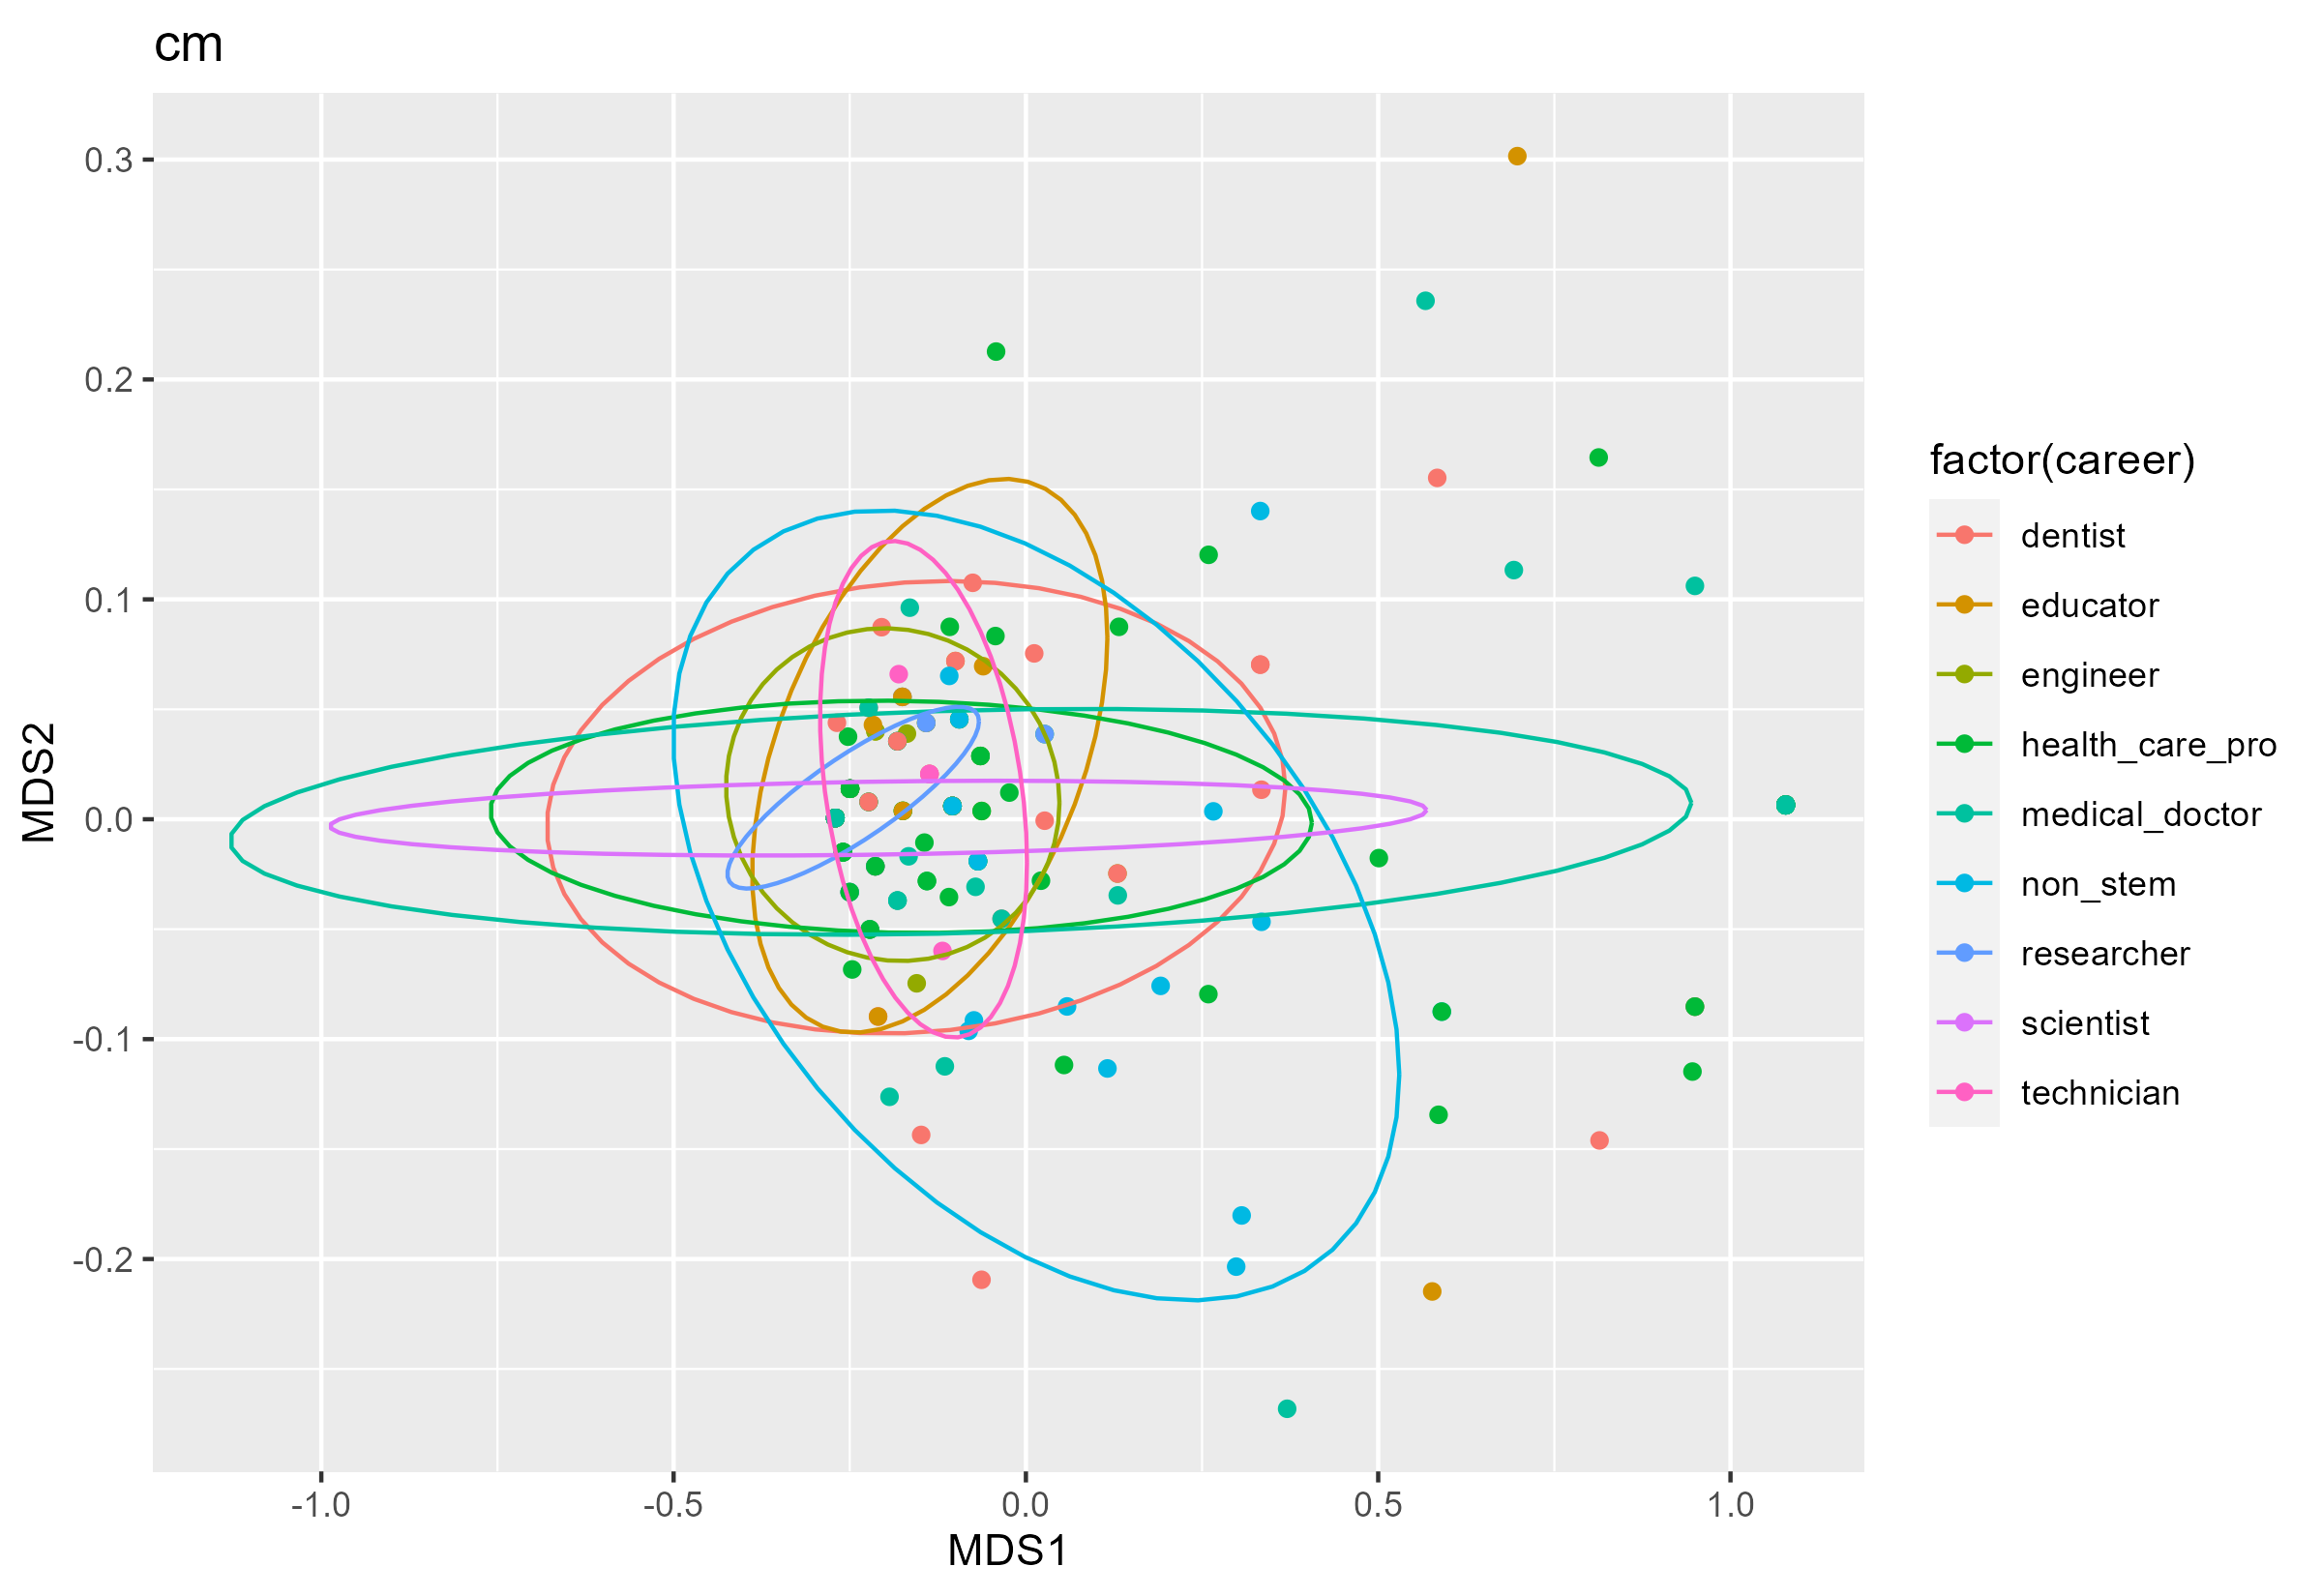 cm
0.3
0.2
0.1
0.0
-0.1
-0.2
MDS2
-1.0
-0.5
0.0
0.5
1.0
MDS1
factor(career)
dentist
educator
engineer
health_care_pro
medical_doctor
non_stem
researcher
scientist
technician